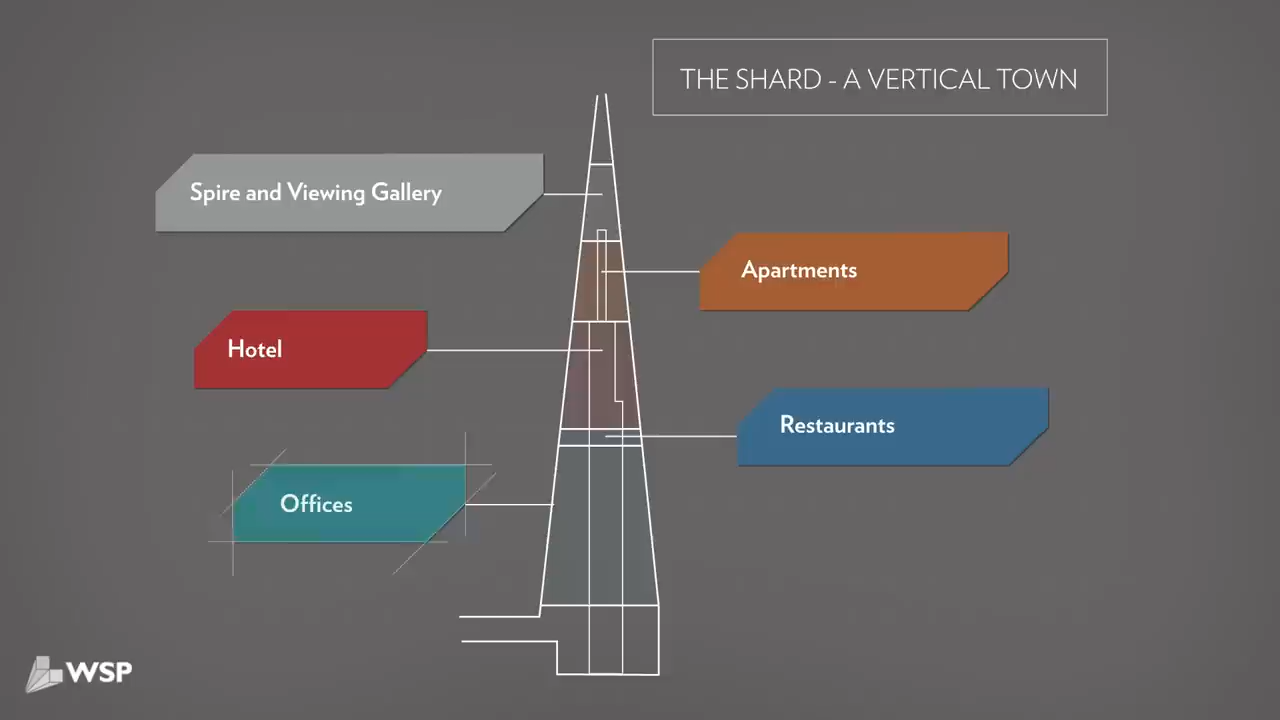 THE SHARD - A VERTICAL TOWN
Spire and Viewing Gallery
Apartments
Hotel
Restaurants
Offices
WSP